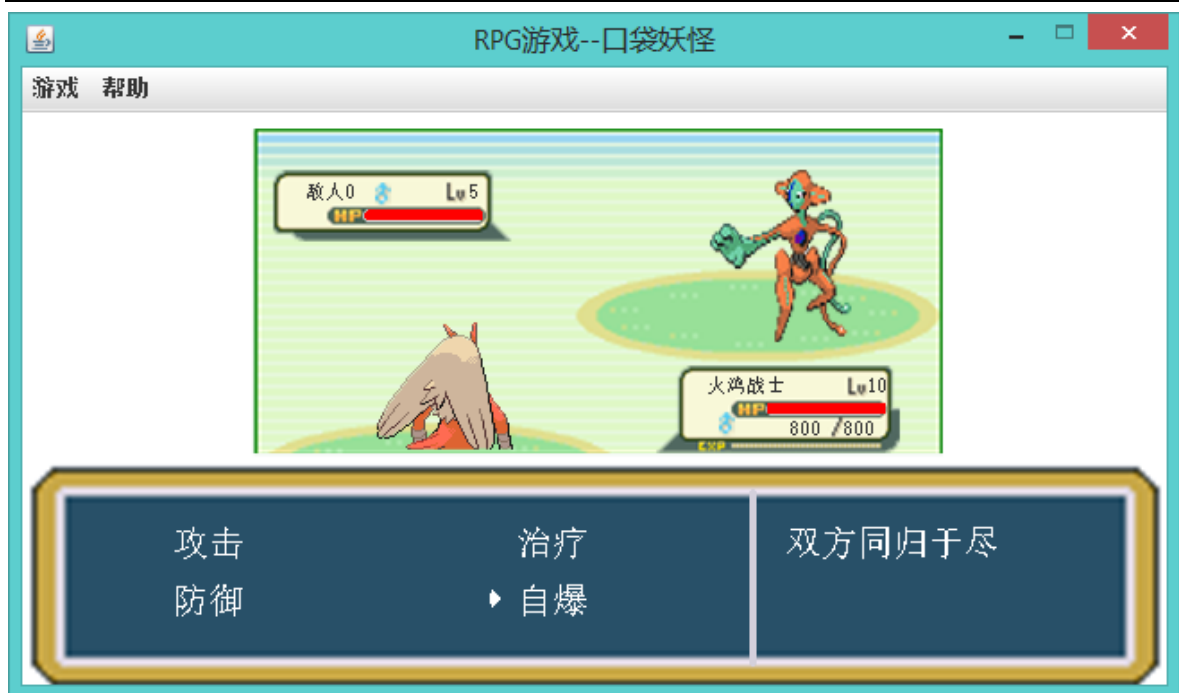 RPG游戏--口袋妖怪
游戏 帮助
敌人0 Lv5
HP
火鸡战士 Lv10
HP
800 /800
EXP
攻击 治疗 双方同归于尽
防御 自爆